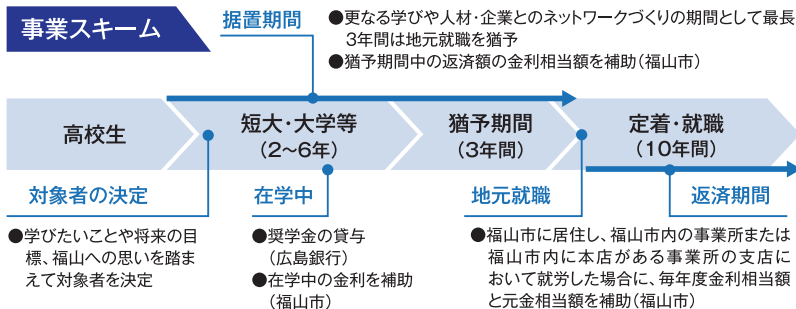 事業スキーム
据置期間
●更なる学びや人材・企業とのネットワークづくりの期間として最長
3年間は地元就職を猶予
●猶予期間中の返済額の金利相当額を補助（福山市）
高校生
短大・大学等
（2～6年）
猶予期間
（3年間）
定着・就職
（10年間）
対象者の決定
在学中
地元就職
返済期間
●学びたいことや将来の目
標、福山への思いを踏ま
えて対象者を決定
●奨学金の貸与
（広島銀行）
●在学中の金利を補助
（福山市）
●福山市に居住し、福山市内の事業所または
福山市内に本店がある事業所の支店に
おいて就労した場合に、毎年度金利相当額
と元金相当額を補助（福山市）